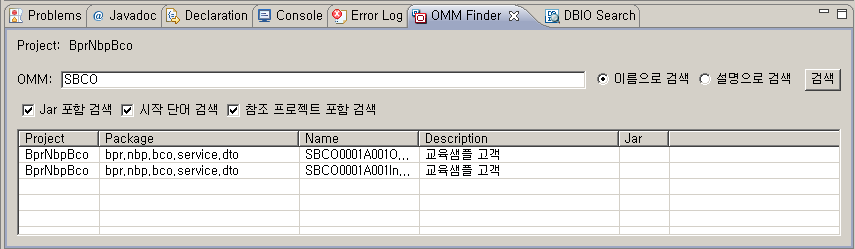 Problems @ Javadoc Declaration Console Error Log OMM Finder DBIO Search
Project: BprNbpBco
OMM: SBCO 이름으로 검색 설명으로 검색 검색
Jar 포함 검색 시작 단어 검색 참조 프로젝트 포함 검색
Project Package Name Description Jar
BprNbpBco bpr.nbp.bco.service.dto SBCO0001A001O... 교육샘플 고객
BprNbpBco bpr.nbp.bco.service.dto SBCO0001A001In... 교육샘플 고객